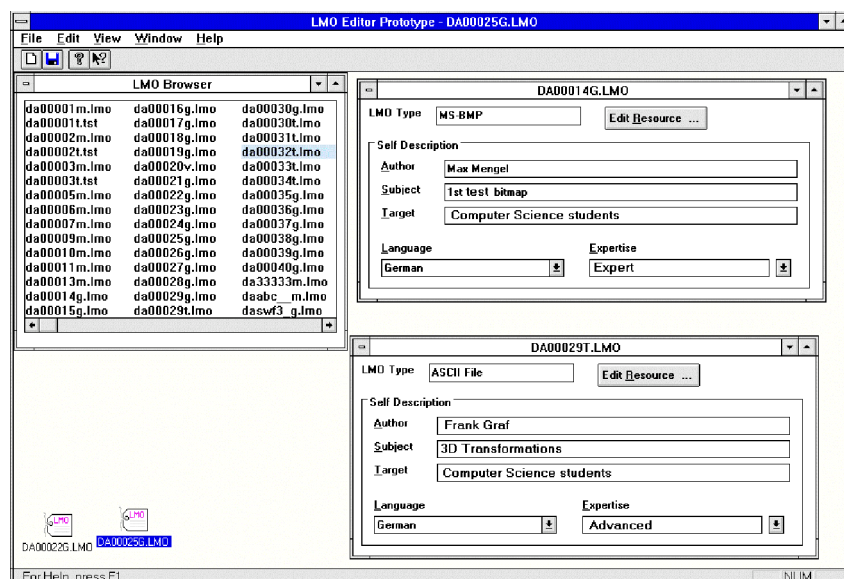 LMO Editor Prototype - DA00025G.LMO
File Edit View Window Help
LMO Browser
da00001m.lmo da00016g.lmo da00030g.lmo
da00001t.tst da00017g.lmo da00030t.lmo
da00002m.lmo da00018g.lmo da00031t.lmo
da00002t.tst da00019g.lmo da00032t.lmo
da00003m.lmo da00020v.lmo da00033t.lmo
da00003t.tst da00021g.lmo da00034t.lmo
da00005m.lmo da00022g.lmo da00035g.lmo
da00006m.lmo da00023g.lmo da00036g.lmo
da00007m.lmo da00024g.lmo da00037g.lmo
da00009m.lmo da00025g.lmo da00038g.lmo
da00010m.lmo da00026g.lmo da00039g.lmo
da00011m.lmo da00027g.lmo da00040g.lmo
da00013m.lmo da00028g.lmo da33333m.lmo
da00014g.lmo da00029g.lmo daabc__m.lmo
da00015g.lmo da00029t.lmo daswf3_g.lmo
DA00014G.LMO
LMO Type MS-BMP Edit Resource ...
Self Description
Author Max Mengel
Subject 1st test bitmap
Target Computer Science students
Language Expertise
German Expert
DA00029T.LMO
LMO Type ASCII File Edit Resource ...
Self Description
Author Frank Graf
Subject 3D Transformations
Target Computer Science students
Language Expertise
German Advanced
LMO LMO
DA00022G.LMO DA00025G.LMO
For Help, press F1 NUM